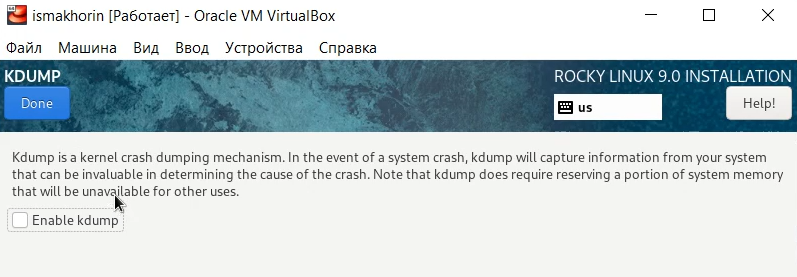 ismakhorin [Работает] - Oracle VM VirtualBox
Файл Машина Вид Ввод Устройства Справка
KDUMP
ROCKY LINUX 9.0 INSTALLATION
Done
us
Help!
Kdump is a kernel crash dumping mechanism. In the event of a system crash, kdump will capture information from your system
that can be invaluable in determining the cause of the crash. Note that kdump does require reserving a portion of system memory
that will be unavailable for other uses.
Enable kdump